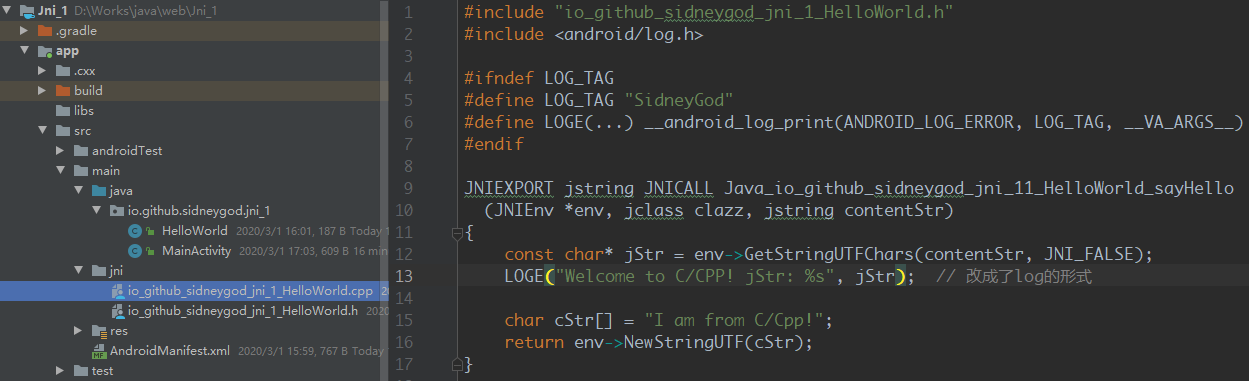 Jni_1 D:\Works\java\web\Jni_1
.gradle
app
.cxx
build
libs
src
androidTest
main
java
io.github.sidneygod.jni_1
HelloWorld 2020/3/1 16:01, 187 B Today 1
MainActivity 2020/3/1 17:03, 609 B 16 min
jni
io_github_sidneygod_jni_1_HelloWorld.cpp 20
io_github_sidneygod_jni_1_HelloWorld.h 2020
res
AndroidManifest.xml 2020/3/1 15:59, 767 B Today
test
1 #include "io_github_sidneygod_jni_1_HelloWorld.h"
2 #include <android/log.h>
3
4 #ifndef LOG_TAG
5 #define LOG_TAG "SidneyGod"
6 #define LOGE(...) __android_log_print(ANDROID_LOG_ERROR, LOG_TAG, __VA_ARGS__)
7 #endif
8
9 JNIEXPORT jstring JNICALL Java_io_github_sidneygod_jni_11_HelloWorld_sayHello
10 (JNIEnv *env, jclass clazz, jstring contentStr)
11 {
12 const char* jStr = env->GetStringUTFChars(contentStr, JNI_FALSE);
13 LOGE("Welcome to C/CPP! jStr: %s", jStr); // 改成了log的形式
14
15 char cStr[] = "I am from C/Cpp!";
16 return env->NewStringUTF(cStr);
17 }